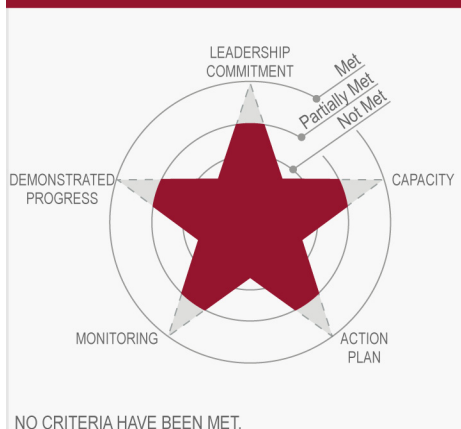 LEADERSHIP
COMMITMENT
Met
Partially Met
Not Met
DEMONSTRATED
PROGRESS
CAPACITY
MONITORING
ACTION
PLAN
NO CRITERIA HAVE BEEN MET.